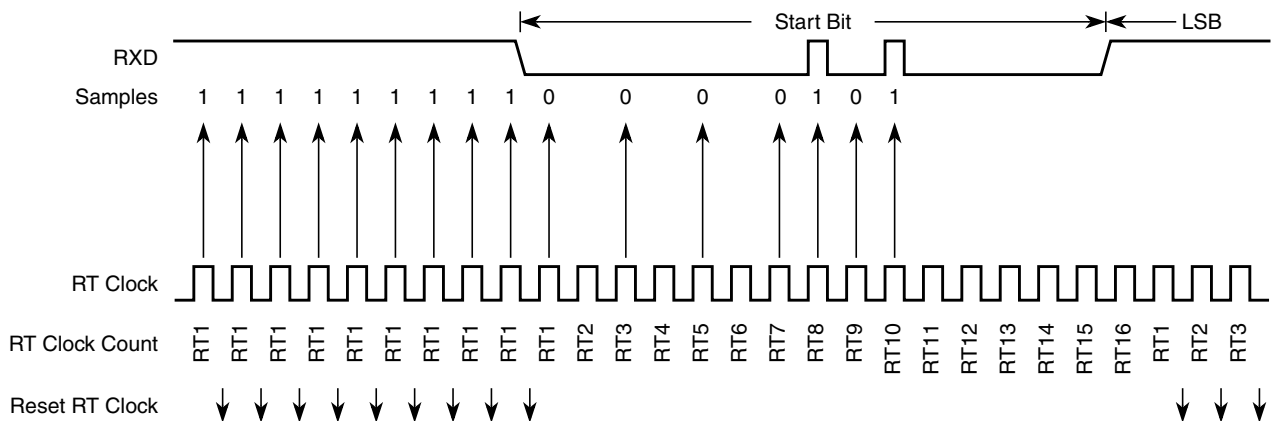 Start Bit LSB
RXD
Samples 1 1 1 1 1 1 1 1 1 0 0 0 0 1 0 1
RT Clock
RT Clock Count RT1 RT1 RT1 RT1 RT1 RT1 RT1 RT1 RT1 RT1 RT2 RT3 RT4 RT5 RT6 RT7 RT8 RT9 RT10 RT11 RT12 RT13 RT14 RT15 RT16 RT1 RT2 RT3
Reset RT Clock